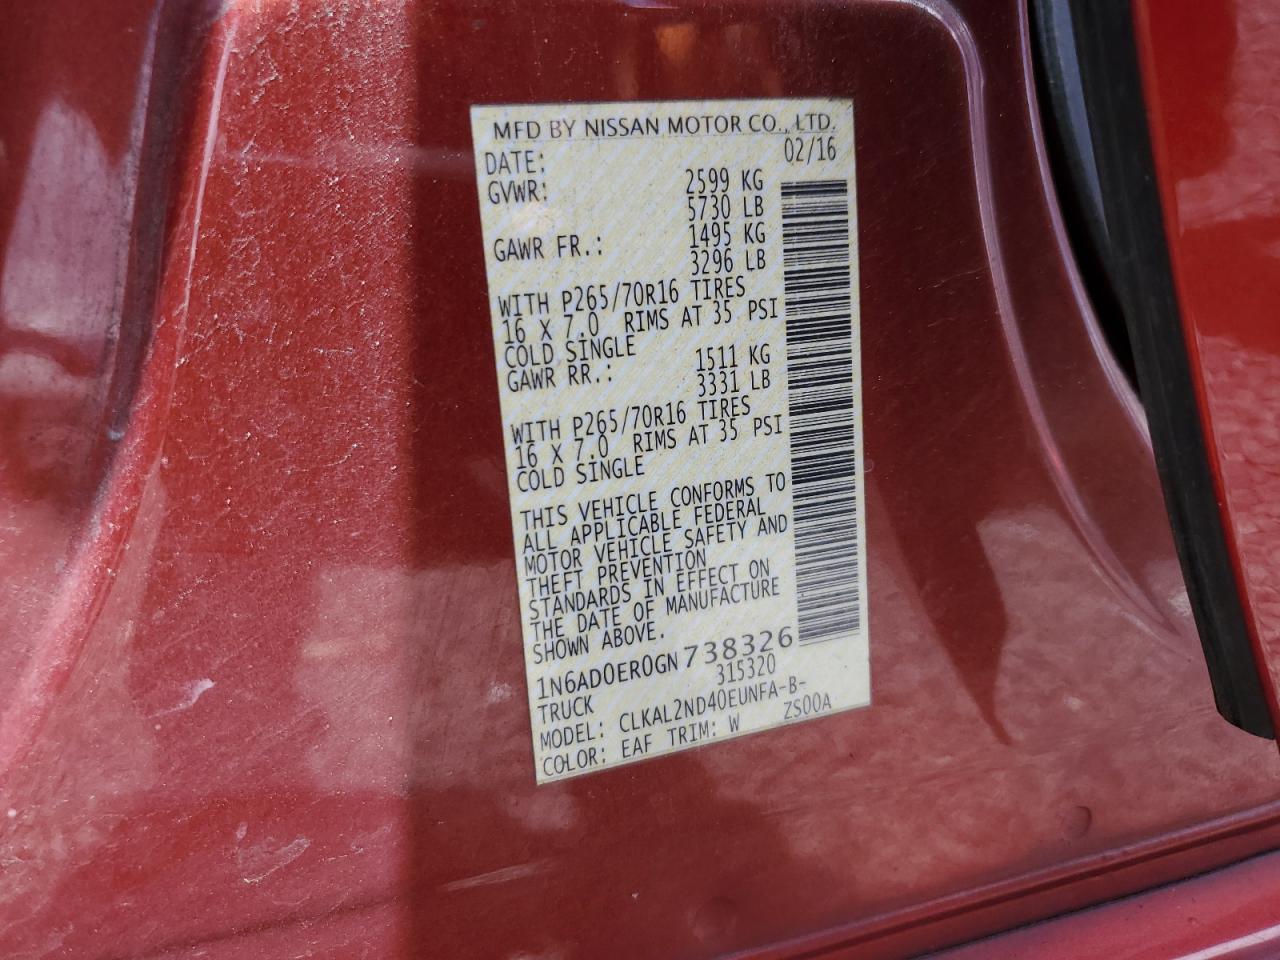 MFD BY NISSAN MOTOR CO., LTD.
DATE: 02/16
GVWR: 2599 KG
5730 LB
GAWR FR.: 1495 KG
3296 LB
WITH P265/70R16 TIRES
16 X 7.0 RIMS AT 35 PSI
COLD SINGLE
GAWR RR.: 1511 KG
3331 LB
WITH P265/70R16 TIRES
16 X 7.0 RIMS AT 35 PSI
COLD SINGLE
THIS VEHICLE CONFORMS TO
ALL APPLICABLE FEDERAL
MOTOR VEHICLE SAFETY AND
THEFT PREVENTION
STANDARDS IN EFFECT ON
THE DATE OF MANUFACTURE
SHOWN ABOVE.
1N6AD0ER0GN738326
TRUCK 315320
MODEL: CLKAL2ND40EUNFA-B-
COLOR: EAF TRIM: W ZS00A